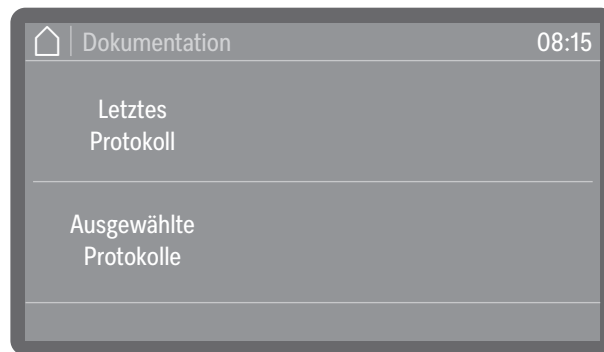 Dokumentation 08:15
Letztes
Protokoll
Ausgewählte
Protokolle